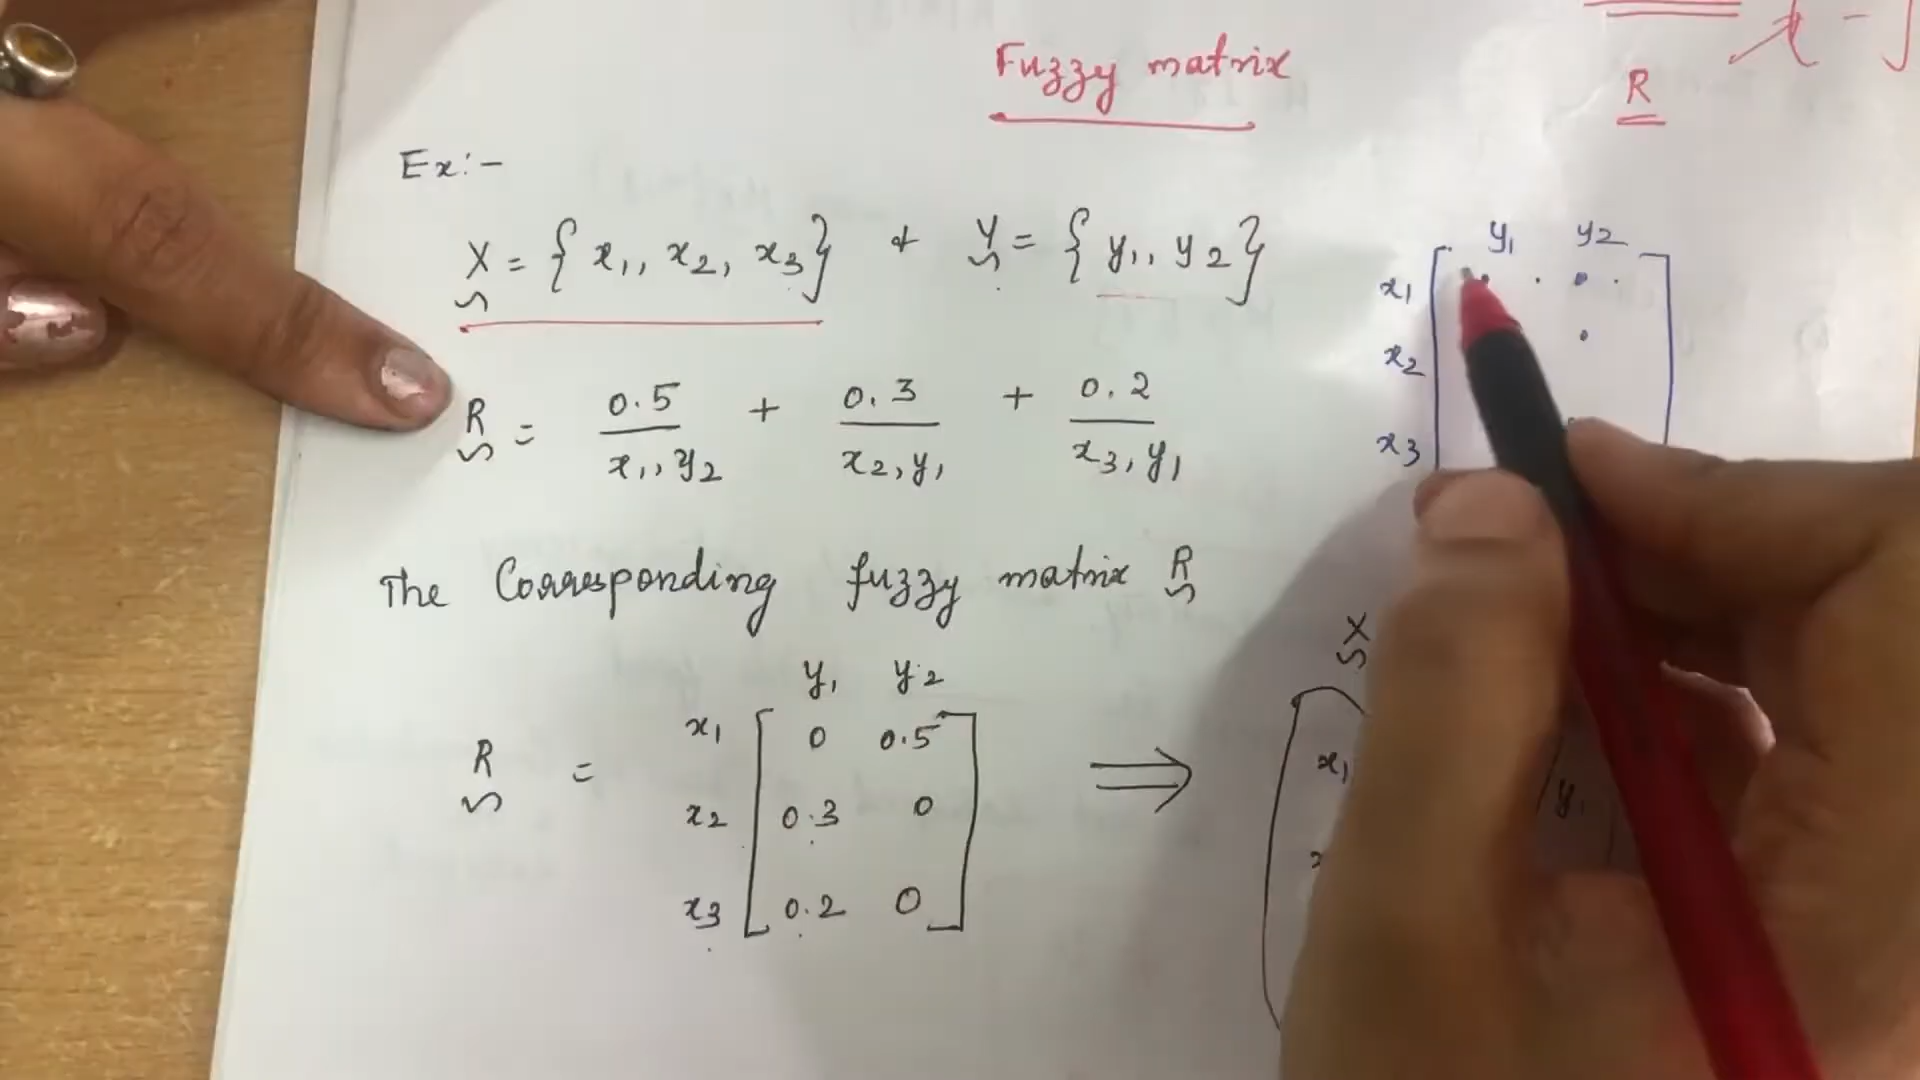 Fuzzy matrix
R
Ex:-
X = { x1, x2, x3} & Y = { y1, y2 }
R = 0.5/x1,y2 + 0.3/x2,y1 + 0.2/x3,y1
y1 y2
x1
x2
x3
The Corresponding fuzzy matrix R
y1 y2
R = x1 [ 0 0.5 ]
x2 [ 0.3 0 ] ⇒
x3 [ 0.2 0 ]
X
x1 y1